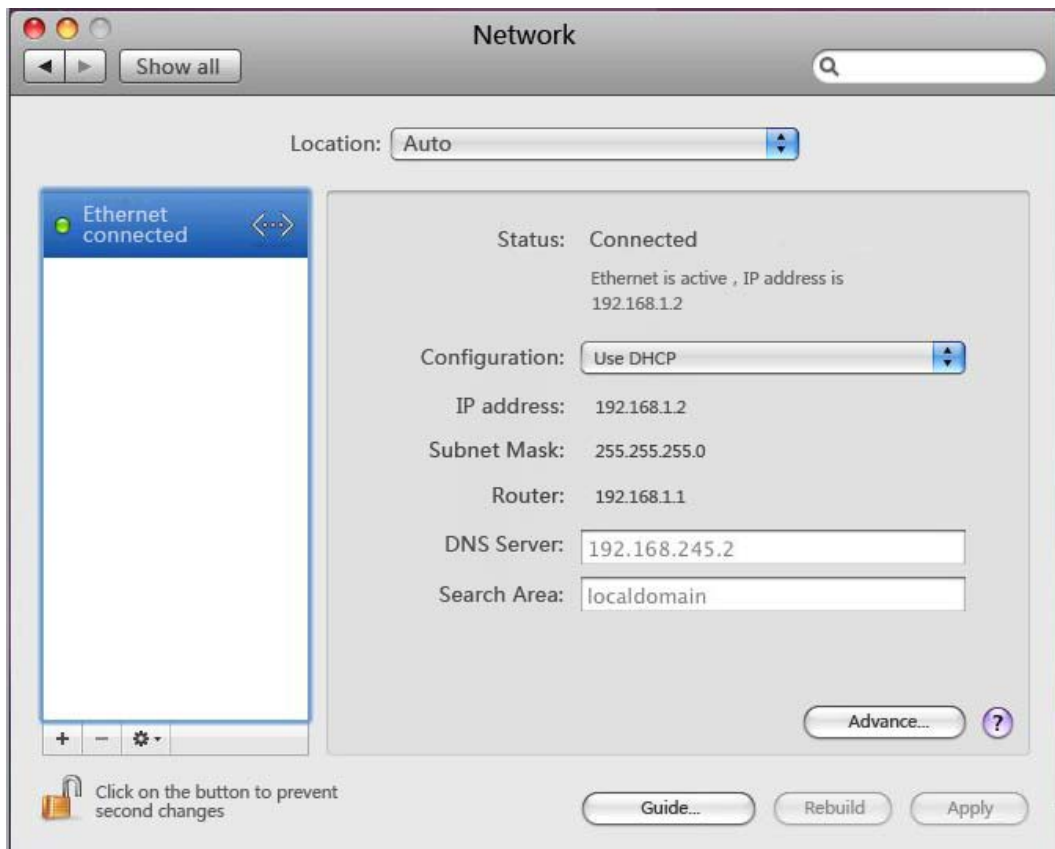 Network
Show all
Location: Auto
Ethernet
connected
Status: Connected
Ethernet is active , IP address is
192.168.1.2
Configuration: Use DHCP
IP address: 192.168.1.2
Subnet Mask: 255.255.255.0
Router: 192.168.1.1
DNS Server: 192.168.245.2
Search Area: localdomain
Advance... ?
+ −
Click on the button to prevent
second changes
Guide... Rebuild Apply